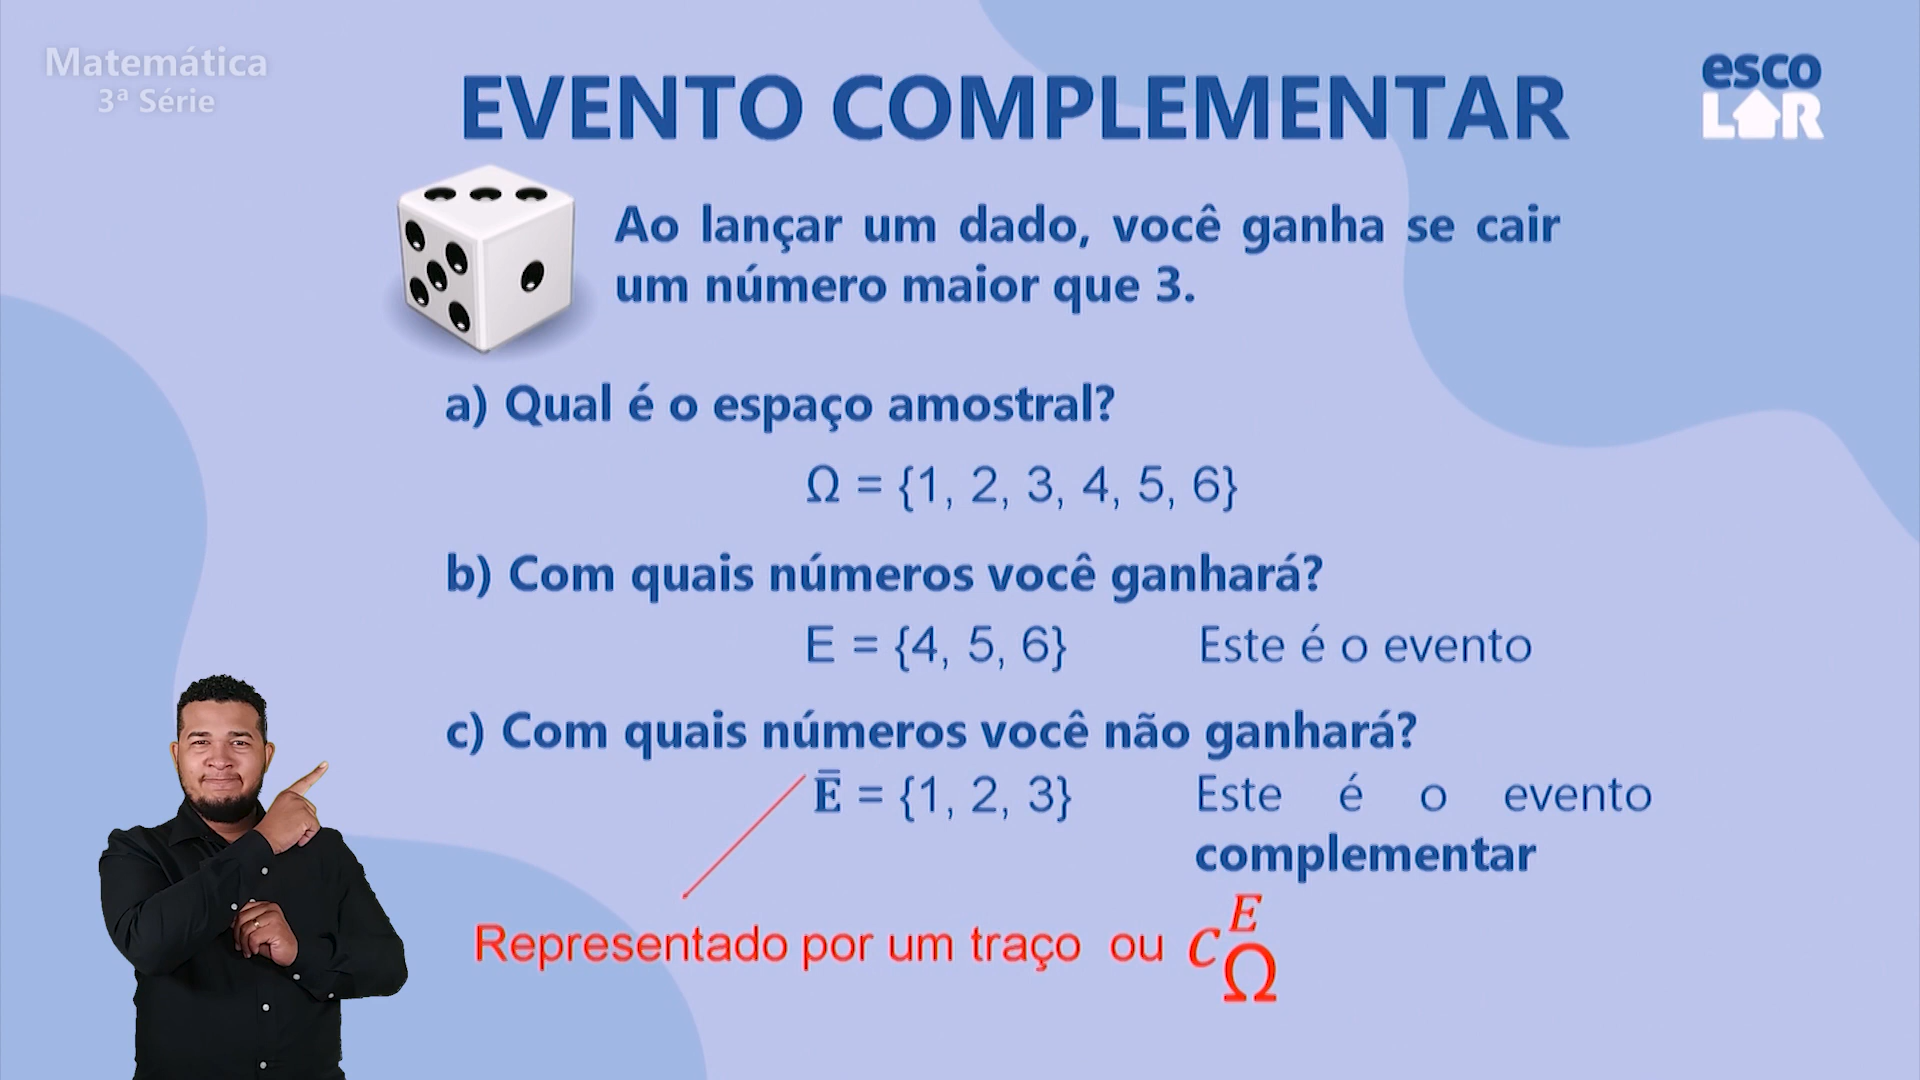 Matemática
3ª Série
EVENTO COMPLEMENTAR
esco
LAR
Ao lançar um dado, você ganha se cair
um número maior que 3.
a) Qual é o espaço amostral?
Ω = {1, 2, 3, 4, 5, 6}
b) Com quais números você ganhará?
E = {4, 5, 6} Este é o evento
c) Com quais números você não ganhará?
Ē = {1, 2, 3} Este é o evento
complementar
Representado por um traço ou C E Ω